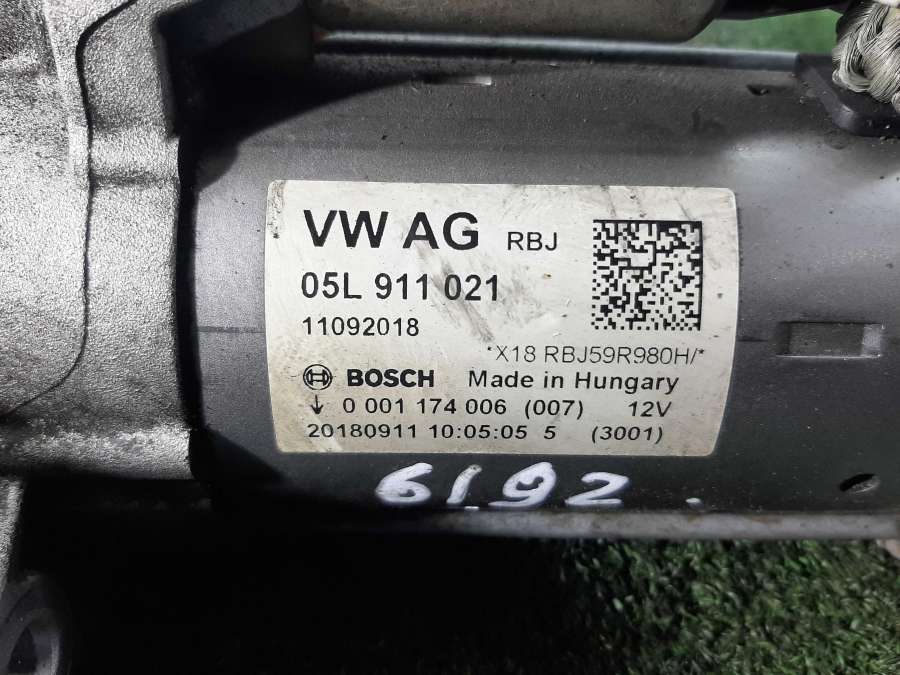 VW AG RBJ
05L 911 021
11092018
*X18 RBJ59R980H/*
BOSCH Made in Hungary
↓ 0 001 174 006 (007) 12V
20180911 10:05:05 5 (3001)
6192.